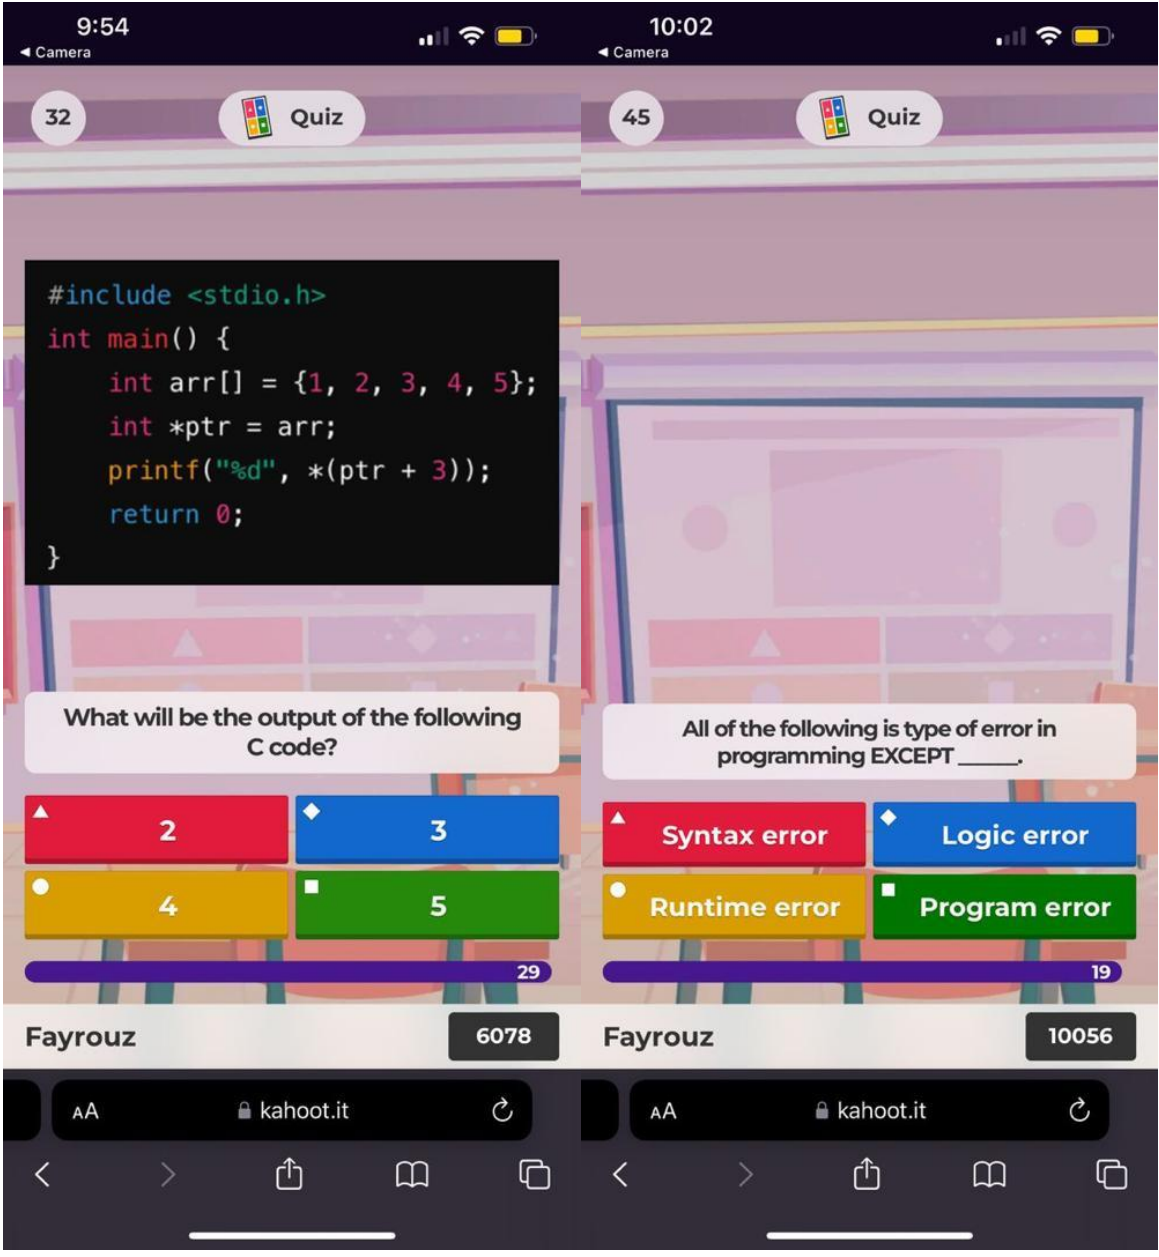 9:54
◀ Camera
32
Quiz
#include <stdio.h>
int main() {
    int arr[] = {1, 2, 3, 4, 5};
    int *ptr = arr;
    printf("%d", *(ptr + 3));
    return 0;
}
What will be the output of the following
C code?
2
3
4
5
29
Fayrouz
6078
AA
kahoot.it
10:02
◀ Camera
45
Quiz
All of the following is type of error in
programming EXCEPT _____.
Syntax error
Logic error
Runtime error
Program error
19
Fayrouz
10056
AA
kahoot.it